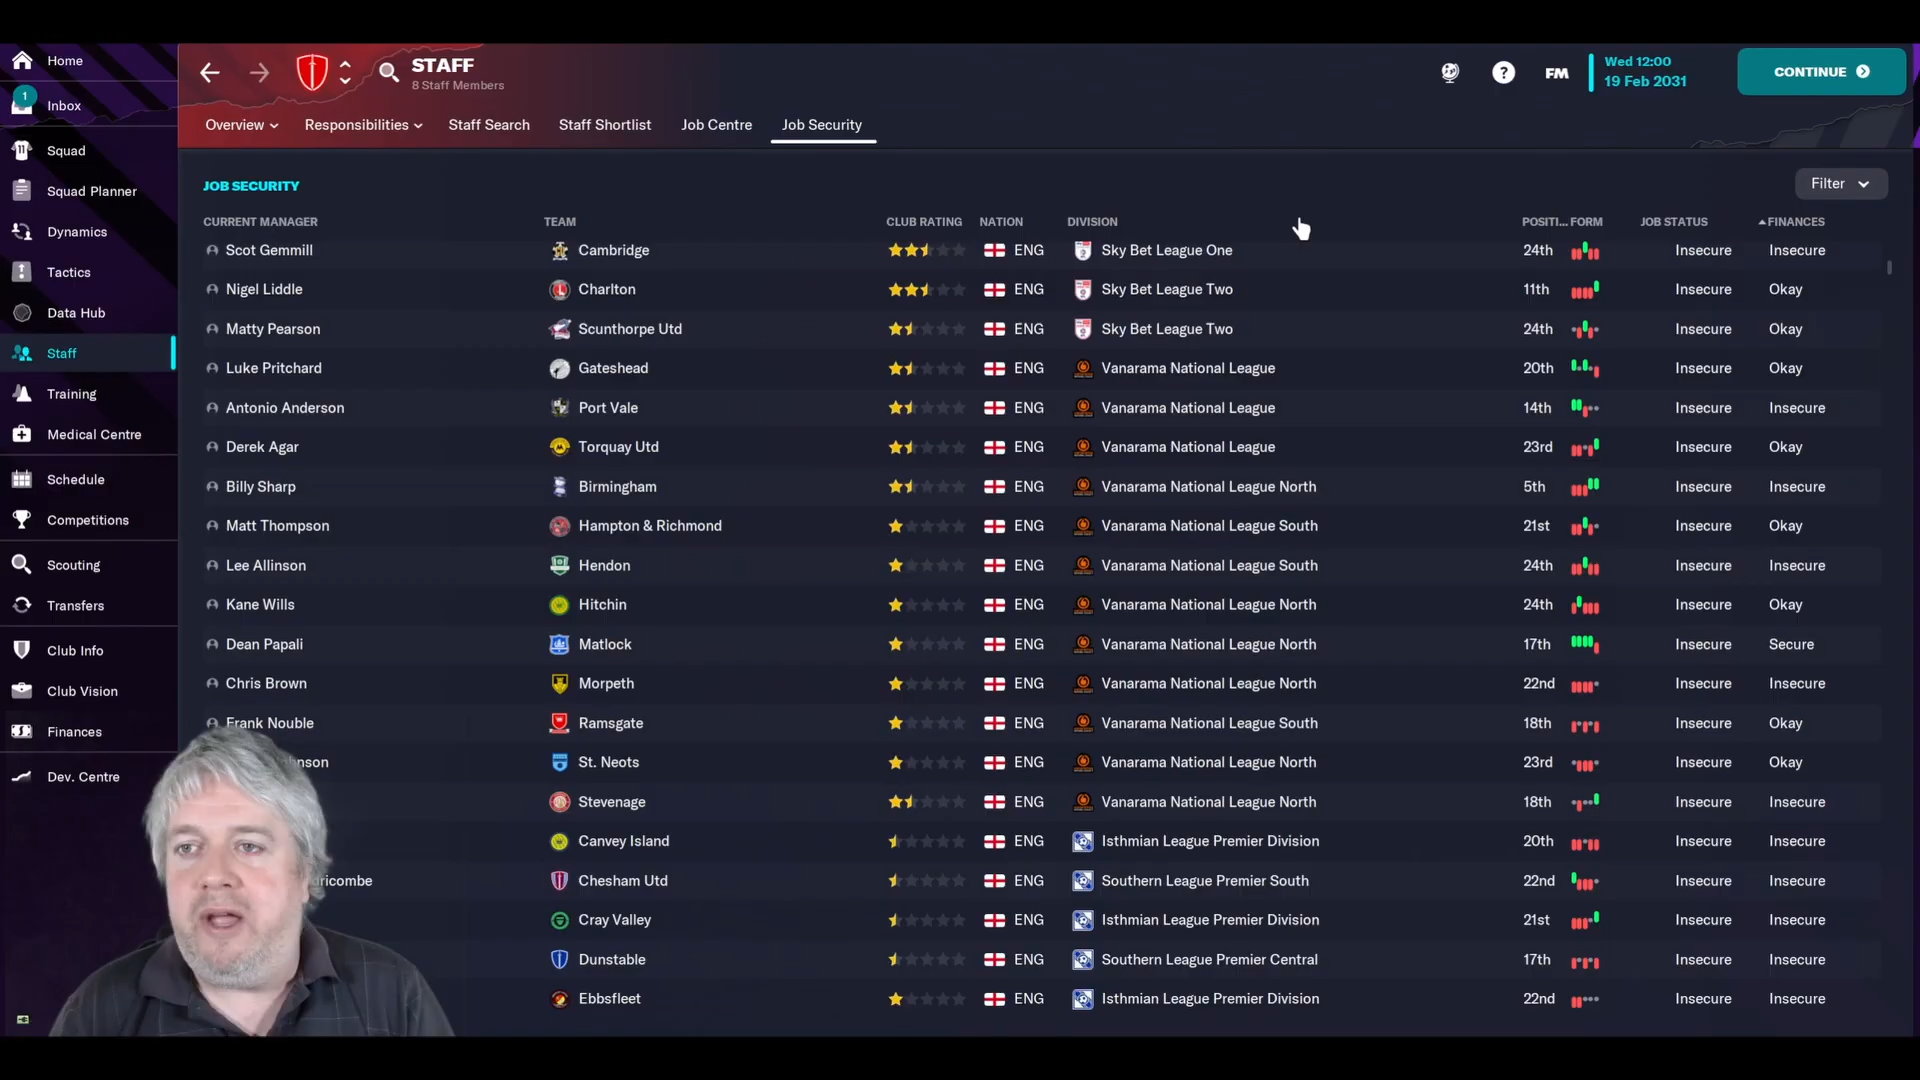 Home
1
Inbox
Squad
Squad Planner
Dynamics
Tactics
Data Hub
Staff
Training
Medical Centre
Schedule
Competitions
Scouting
Transfers
Club Info
Club Vision
Finances
Dev. Centre
STAFF
8 Staff Members
? FM
Wed 12:00
19 Feb 2031
CONTINUE
Overview Responsibilities Staff Search Staff Shortlist Job Centre Job Security
JOB SECURITY
Filter
CURRENT MANAGER TEAM CLUB RATING NATION DIVISION POSITI... FORM JOB STATUS FINANCES
Scot Gemmill Cambridge ENG Sky Bet League One 24th Insecure Insecure
Nigel Liddle Charlton ENG Sky Bet League Two 11th Insecure Okay
Matty Pearson Scunthorpe Utd ENG Sky Bet League Two 24th Insecure Okay
Luke Pritchard Gateshead ENG Vanarama National League 20th Insecure Okay
Antonio Anderson Port Vale ENG Vanarama National League 14th Insecure Insecure
Derek Agar Torquay Utd ENG Vanarama National League 23rd Insecure Okay
Billy Sharp Birmingham ENG Vanarama National League North 5th Insecure Insecure
Matt Thompson Hampton & Richmond ENG Vanarama National League South 21st Insecure Okay
Lee Allinson Hendon ENG Vanarama National League South 24th Insecure Insecure
Kane Wills Hitchin ENG Vanarama National League North 24th Insecure Okay
Dean Papali Matlock ENG Vanarama National League North 17th Insecure Secure
Chris Brown Morpeth ENG Vanarama National League North 22nd Insecure Insecure
Frank Nouble Ramsgate ENG Vanarama National League South 18th Insecure Okay
St. Neots ENG Vanarama National League North 23rd Insecure Okay
Stevenage ENG Vanarama National League North 18th Insecure Insecure
Canvey Island ENG Isthmian League Premier Division 20th Insecure Insecure
Chesham Utd ENG Southern League Premier South 22nd Insecure Insecure
Cray Valley ENG Isthmian League Premier Division 21st Insecure Insecure
Dunstable ENG Southern League Premier Central 17th Insecure Insecure
Ebbsfleet ENG Isthmian League Premier Division 22nd Insecure Insecure